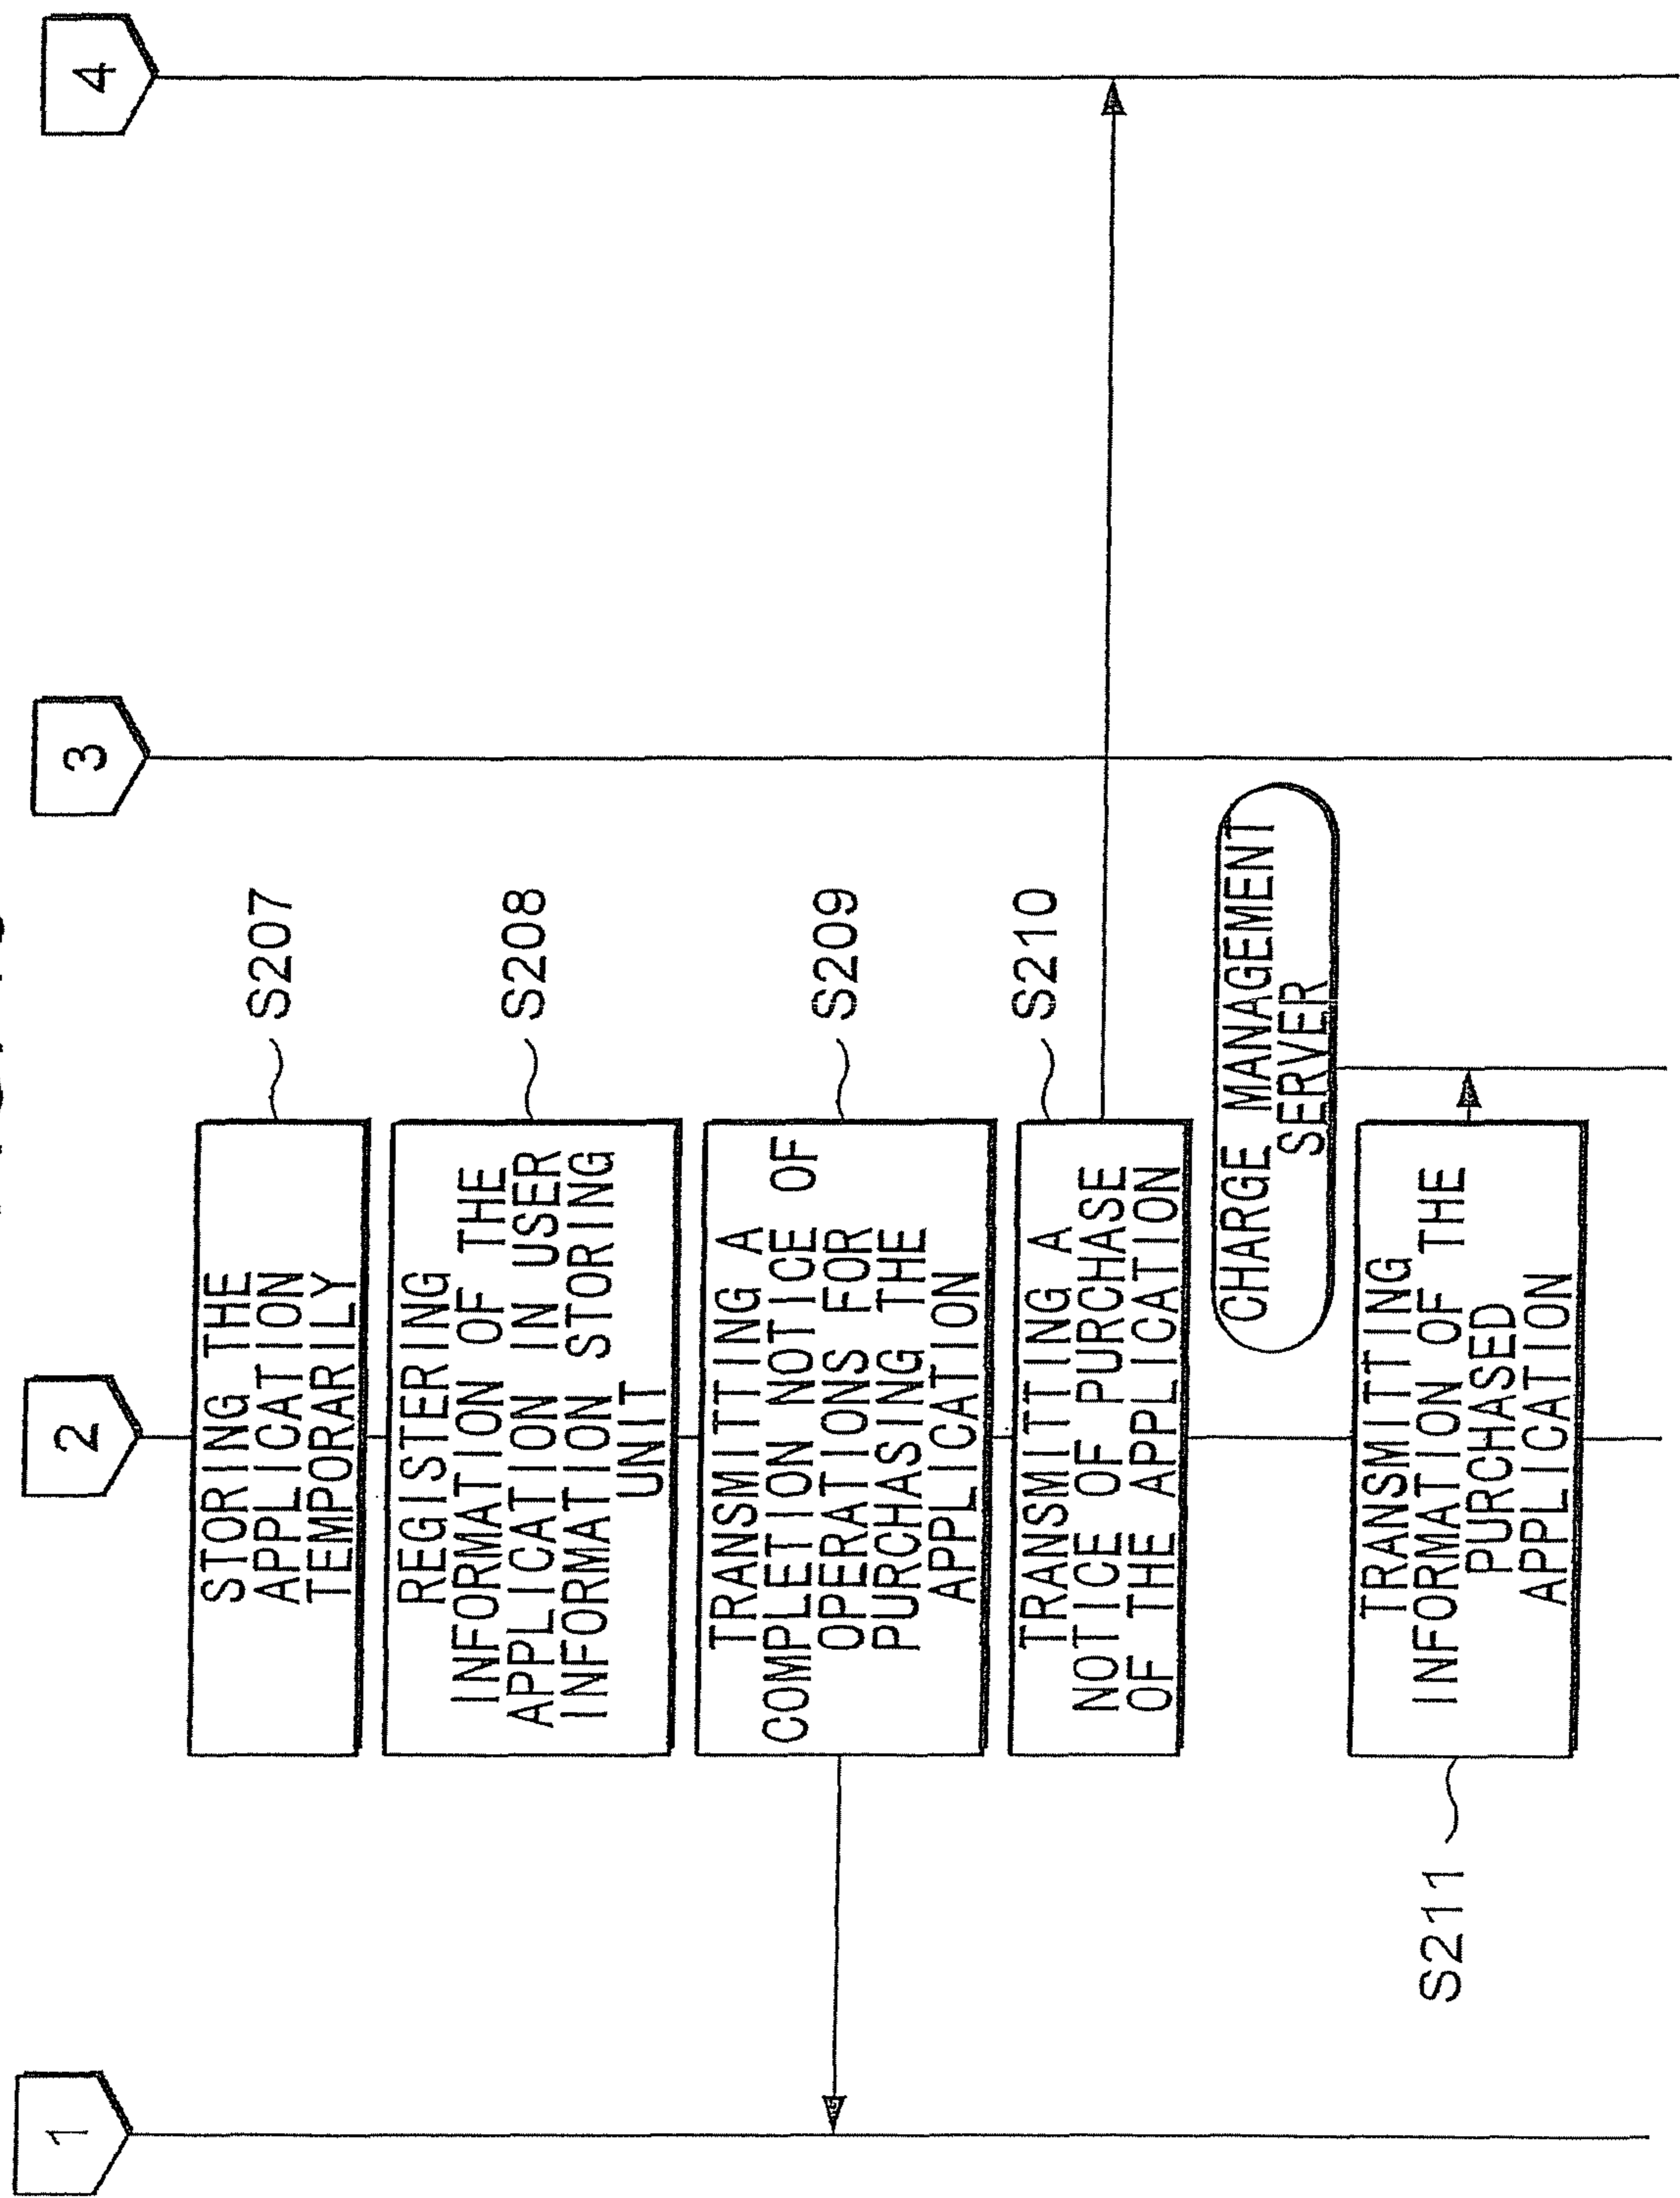 1
2
3
4
STORING THE
APPLICATION
TEMPORARILY
S207
REGISTERING
INFORMATION OF THE
APPLICATION IN USER
INFORMATION STORING
UNIT
S208
TRANSMITTING A
COMPLETION NOTICE OF
OPERATIONS FOR
PURCHASING THE
APPLICATION
S209
TRANSMITTING A
NOTICE OF PURCHASE
OF THE APPLICATION
S210
CHARGE MANAGEMENT
SERVER
TRANSMITTING
INFORMATION OF THE
PURCHASED
APPLICATION
S211